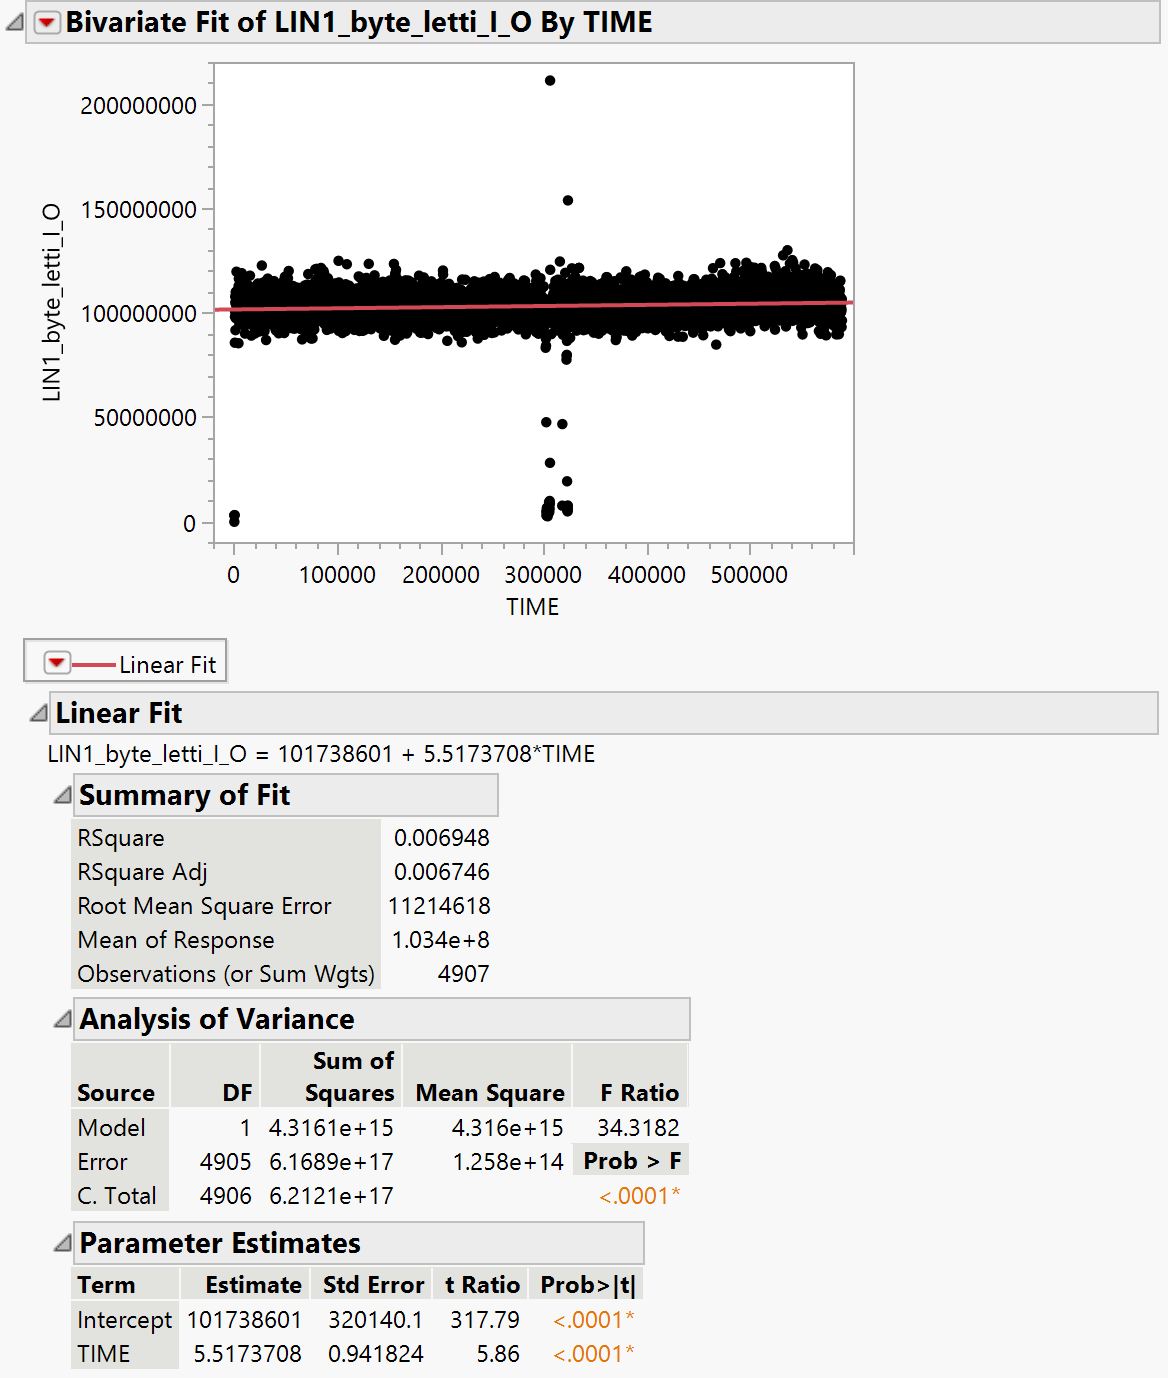 Bivariate Fit of LIN1_byte_letti_I_O By TIME
200000000
150000000
100000000
50000000
0
LIN1_byte_letti_I_O
0 100000 200000 300000 400000 500000
TIME
Linear Fit
Linear Fit
LIN1_byte_letti_I_O = 101738601 + 5.5173708*TIME
Summary of Fit
RSquare 0.006948
RSquare Adj 0.006746
Root Mean Square Error 11214618
Mean of Response 1.034e+8
Observations (or Sum Wgts) 4907
Analysis of Variance
Sum of
Source DF Squares Mean Square F Ratio
Model 1 4.3161e+15 4.316e+15 34.3182
Error 4905 6.1689e+17 1.258e+14 Prob > F
C. Total 4906 6.2121e+17 <.0001*
Parameter Estimates
Term Estimate Std Error t Ratio Prob>|t|
Intercept 101738601 320140.1 317.79 <.0001*
TIME 5.5173708 0.941824 5.86 <.0001*